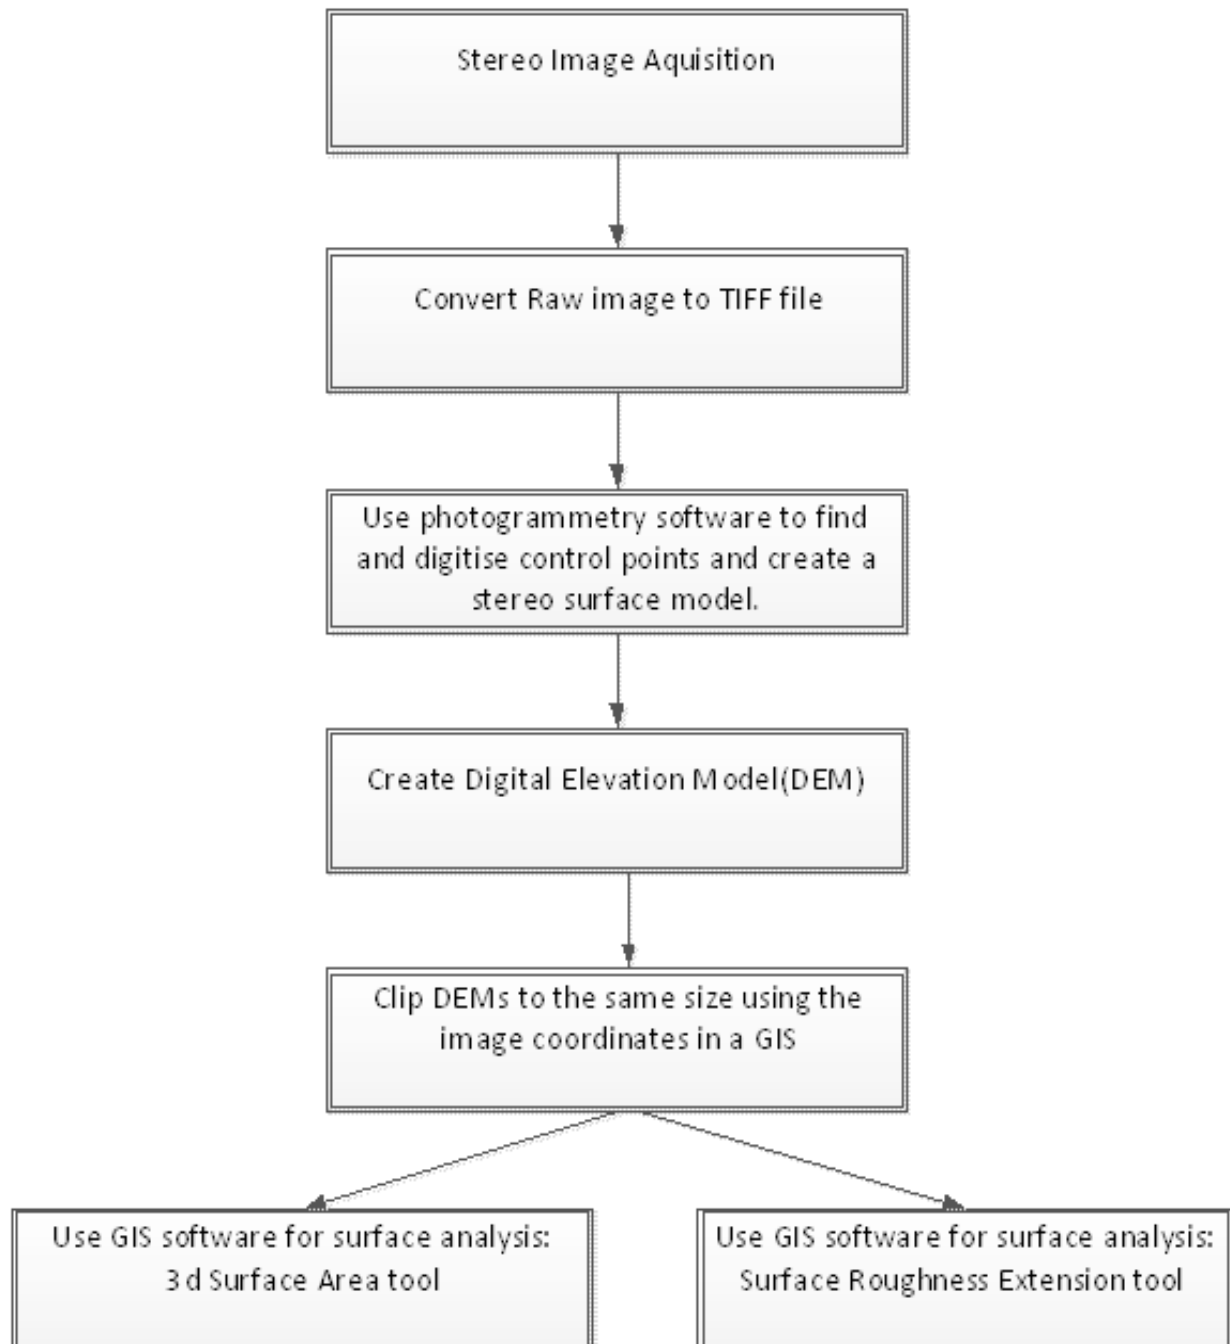 Stereo Image Aquisition
Convert Raw image to TIFF file
Use photogrammetry software to find
and digitise control points and create a
stereo surface model.
Create Digital Elevation Model(DEM)
Clip DEMs to the same size using the
image coordinates in a GIS
Use GIS software for surface analysis:
3d Surface Area tool
Use GIS software for surface analysis:
Surface Roughness Extension tool